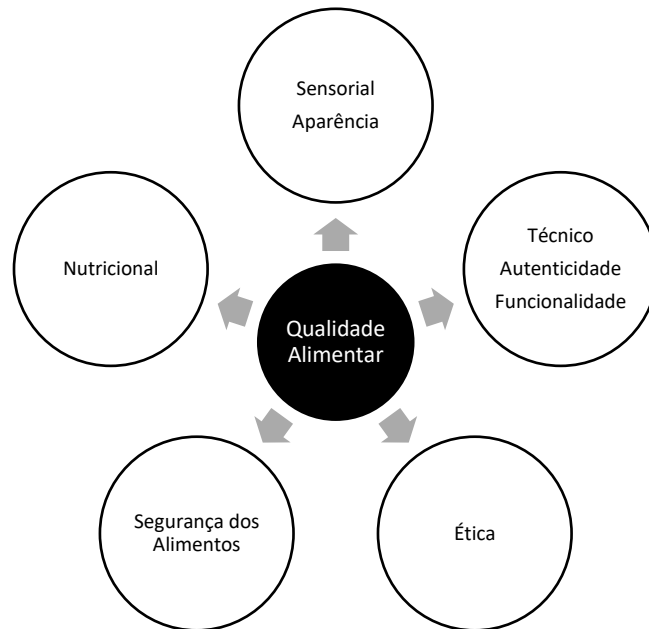 Sensorial
Aparência
Nutricional
Técnico
Autenticidade
Funcionalidade
Qualidade
Alimentar
Segurança dos
Alimentos
Ética